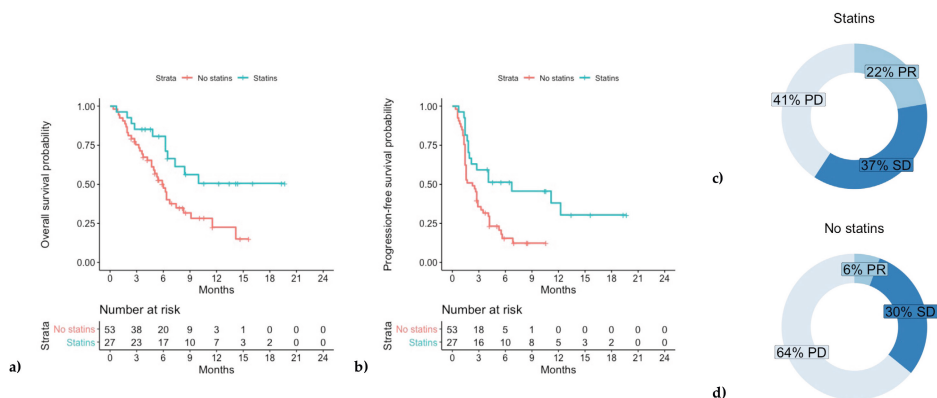 Strata No statins Statins
1.00
0.75
0.50
0.25
0.00
Overall survival probability
0 3 6 9 12 15 18 21 24
Months
Number at risk
Strata
No statins 53 38 20 9 3 1 0 0 0
Statins 27 23 17 10 7 3 2 0 0
0 3 6 9 12 15 18 21 24
Months
a)
Strata No statins Statins
1.00
0.75
0.50
0.25
0.00
Progression-free survival probability
0 3 6 9 12 15 18 21 24
Months
Number at risk
Strata
No statins 53 18 5 1 0 0 0 0 0
Statins 27 16 10 8 5 3 2 0 0
0 3 6 9 12 15 18 21 24
Months
b)
Statins
22% PR
41% PD
37% SD
c)
No statins
6% PR
30% SD
64% PD
d)